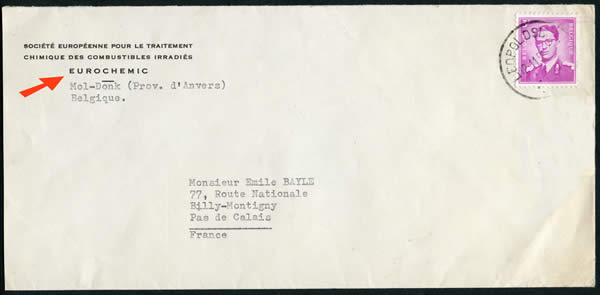 SOCIÉTÉ EUROPÉENNE POUR LE TRAITEMENT
CHIMIQUE DES COMBUSTIBLES IRRADIÉS
EUROCHEMIC
Mol-Donk (Prov. d'Anvers)
Belgique.
BELGIQUE
Monsieur Emile BAYLE
77, Route Nationale
Billy-Montigny
Pas de Calais
France